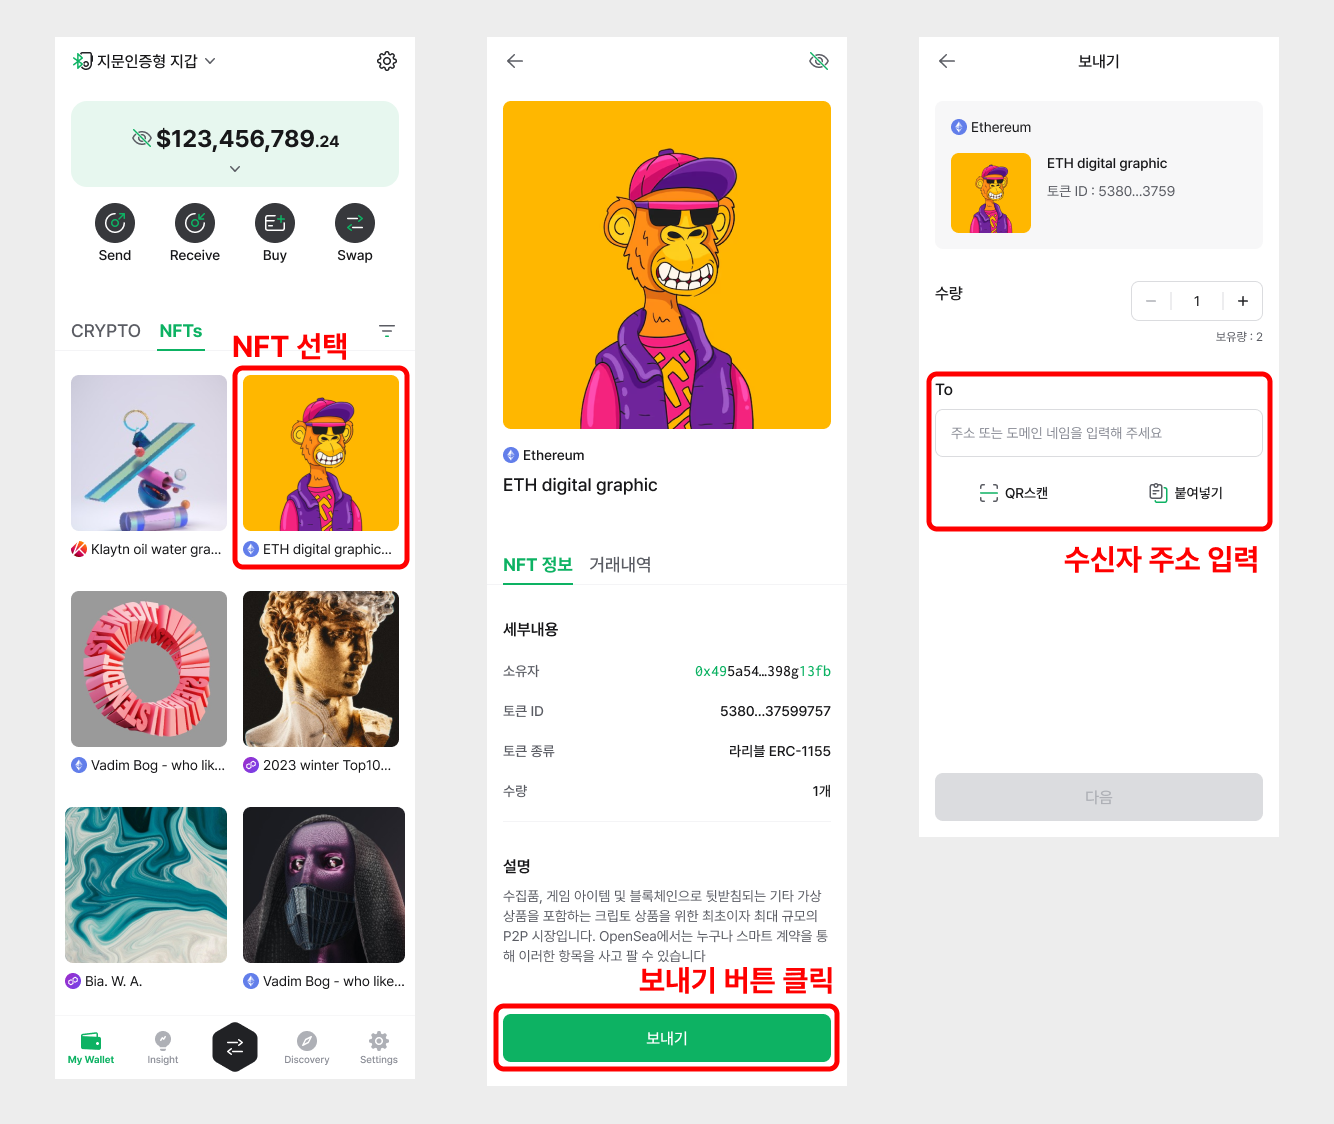 지문인증형 지갑
$123,456,789.24
Send
Receive
Buy
Swap
CRYPTO
NFTs
NFT 선택
Klaytn oil water gra...
ETH digital graphic...
Vadim Bog - who lik...
2023 winter Top10...
Bia. W. A.
Vadim Bog - who like...
My Wallet
Insight
Discovery
Settings
Ethereum
ETH digital graphic
NFT 정보
거래내역
세부내용
소유자
0x495a54...398g13fb
토큰 ID
5380...37599757
토큰 종류
라리블 ERC-1155
수량
1개
설명
수집품, 게임 아이템 및 블록체인으로 뒷받침되는 기타 가상
상품을 포함하는 크립토 상품을 위한 최초이자 최대 규모의
P2P 시장입니다. OpenSea에서는 누구나 스마트 계약을 통
해 이러한 항목을 사고 팔 수 있습니다
보내기 버튼 클릭
보내기
보내기
Ethereum
ETH digital graphic
토큰 ID : 5380...3759
수량
1
보유량 : 2
To
주소 또는 도메인 네임을 입력해 주세요
QR스캔
붙여넣기
수신자 주소 입력
다음